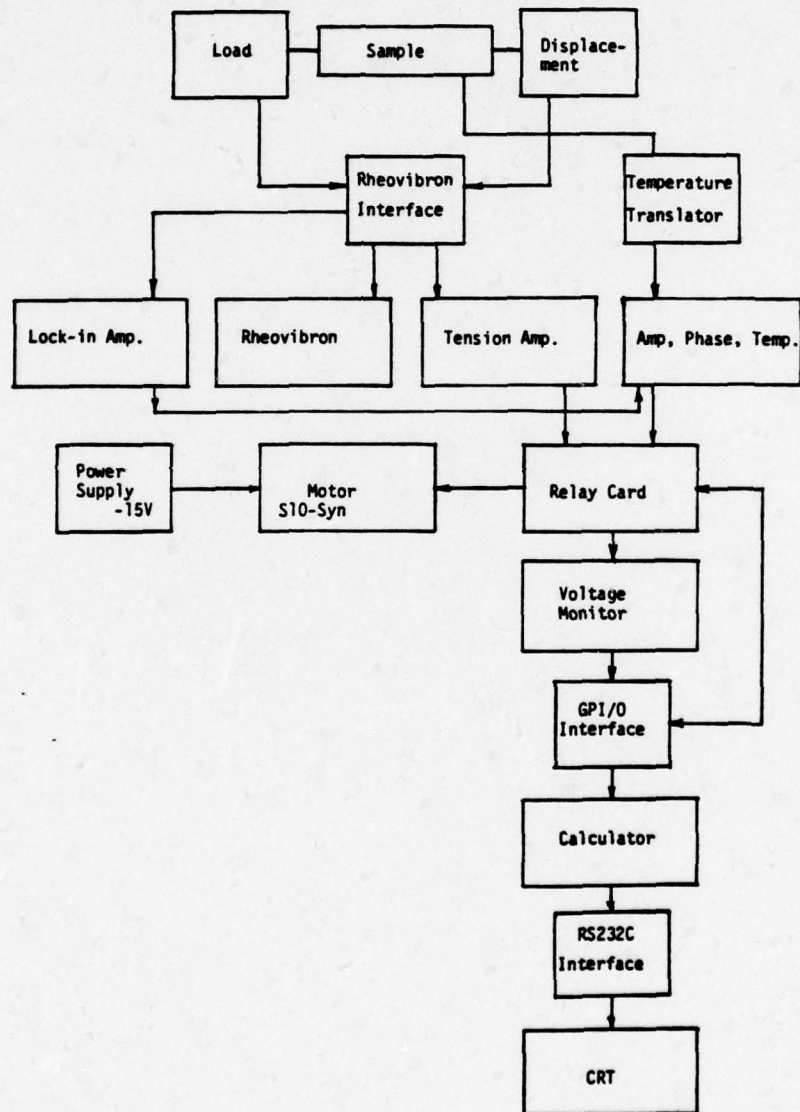 Load
Sample
Displace-
ment
Rheovibron
Interface
Temperature
Translator
Lock-in Amp.
Rheovibron
Tension Amp.
Amp, Phase, Temp.
Power
Supply
-15V
Motor
S10-Syn
Relay Card
Voltage
Monitor
GPI/O
Interface
Calculator
RS232C
Interface
CRT